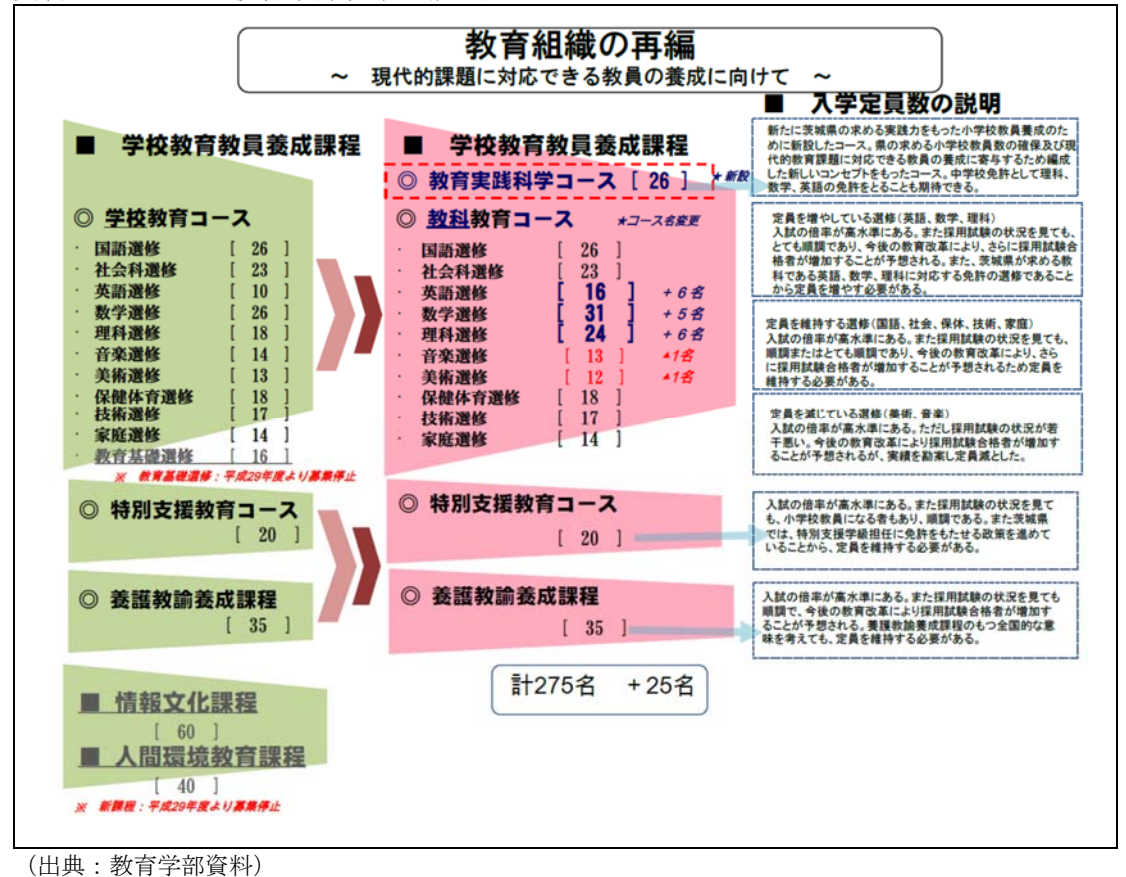 教育組織の再編
～ 現代的課題に対応できる教員の養成に向けて ～
■ 学校教育教員養成課程
◎ 学校教育コース
・ 国語選修 [ 26 ]
・ 社会科選修 [ 23 ]
・ 英語選修 [ 10 ]
・ 数学選修 [ 26 ]
・ 理科選修 [ 18 ]
・ 音楽選修 [ 14 ]
・ 美術選修 [ 13 ]
・ 保健体育選修 [ 18 ]
・ 技術選修 [ 17 ]
・ 家庭選修 [ 14 ]
・ 教育基礎選修 [ 16 ]
※ 教育基礎選修：平成29年度より募集停止
◎ 特別支援教育コース
[ 20 ]
◎ 養護教諭養成課程
[ 35 ]
■ 情報文化課程
[ 60 ]
■ 人間環境教育課程
[ 40 ]
※ 新課程：平成29年度より募集停止
■ 学校教育教員養成課程
◎ 教育実践科学コース [ 26 ] ★新設
◎ 教科教育コース ★コース名変更
・ 国語選修 [ 26 ]
・ 社会科選修 [ 23 ]
・ 英語選修 [ 16 ] +6名
・ 数学選修 [ 31 ] +5名
・ 理科選修 [ 24 ] +6名
・ 音楽選修 [ 13 ] ▲1名
・ 美術選修 [ 12 ] ▲1名
・ 保健体育選修 [ 18 ]
・ 技術選修 [ 17 ]
・ 家庭選修 [ 14 ]
◎ 特別支援教育コース
[ 20 ]
◎ 養護教諭養成課程
[ 35 ]
計275名 +25名
■ 入学定員数の説明
新たに茨城県の求める実践力をもった小学校教員養成のた
めに新設したコース。県の求める小学校教員数の確保及び現
代的教育課題に対応できる教員の養成に寄与するため編成
した新しいコンセプトをもったコース。中学校免許として理科、
数学、英語の免許をとることも期待できる。
定員を増やしている選修（英語、数学、理科）
入試の倍率が高水準にある。また採用試験の状況を見ても、
とても順調であり、今後の教育改革により、さらに採用試験合
格者が増加することが予想される。また、茨城県が求める教
科である英語、数学、理科に対応する免許の選修であること
から定員を増やす必要がある。
定員を維持する選修（国語、社会、保体、技術、家庭）
入試の倍率が高水準にある。また採用試験の状況を見ても、
順調またはとても順調であり、今後の教育改革により、さら
に採用試験合格者が増加することが予想されるため定員を
維持する必要がある。
定員を減じている選修（美術、音楽）
入試の倍率が高水準にある。ただし採用試験の状況が若
干悪い。今後の教育改革により採用試験合格者が増加す
ることが予想されるが、実績を勘案し定員減とした。
入試の倍率が高水準にある。また採用試験の状況を見て
も、小学校教員になる者もあり、順調である。また茨城県
では、特別支援学級担任に免許をもたせる政策を進めて
いることから、定員を維持する必要がある。
入試の倍率が高水準にある。また採用試験の状況を見ても
順調で、今後の教育改革により採用試験合格者が増加す
ることが予想される。養護教諭養成課程のもつ全国的な意
味を考えても、定員を維持する必要がある。
（出典：教育学部資料）